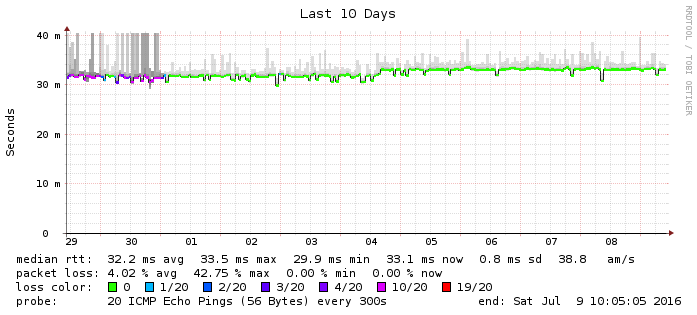 Last 10 Days
RRDTOOL / TOBI OETIKER
Seconds
40 m
30 m
20 m
10 m
0
29 30 01 02 03 04 05 06 07 08
median rtt: 32.2 ms avg 33.5 ms max 29.9 ms min 33.1 ms now 0.8 ms sd 38.8 am/s
packet loss: 4.02 % avg 42.75 % max 0.00 % min 0.00 % now
loss color: 0 1/20 2/20 3/20 4/20 10/20 19/20
probe: 20 ICMP Echo Pings (56 Bytes) every 300s end: Sat Jul 9 10:05:05 2016